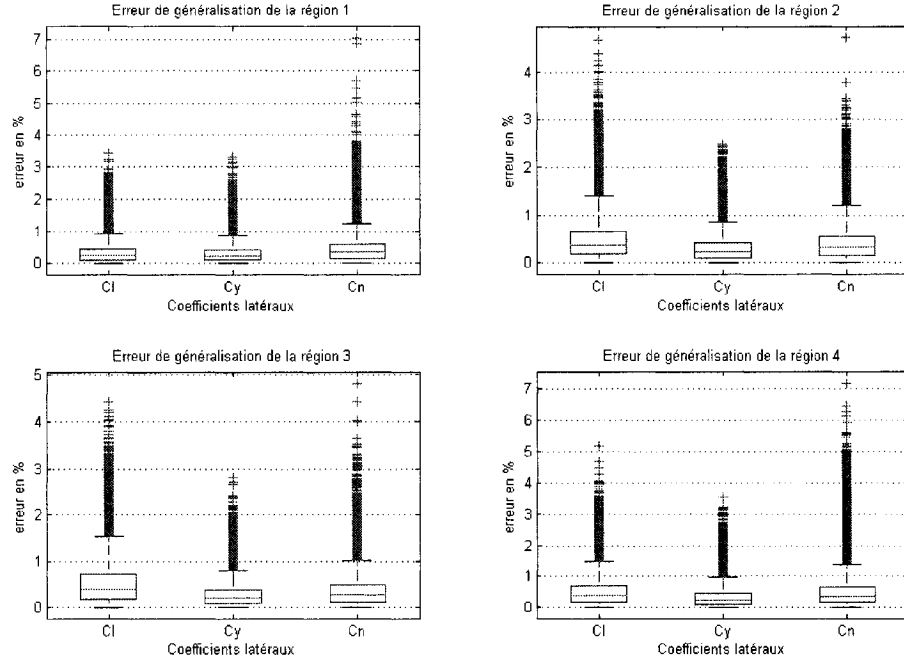 Erreur de généralisation de la région 1
7
6
5
4
3
2
1
0
erreur en %
Cl Cy Cn
Coefficients latéraux
Erreur de généralisation de la région 2
4
3
2
1
0
erreur en %
Cl Cy Cn
Coefficients latéraux
Erreur de généralisation de la région 3
5
4
3
2
1
0
erreur en %
Cl Cy Cn
Coefficients latéraux
Erreur de généralisation de la région 4
7
6
5
4
3
2
1
0
erreur en %
Cl Cy Cn
Coefficients latéraux